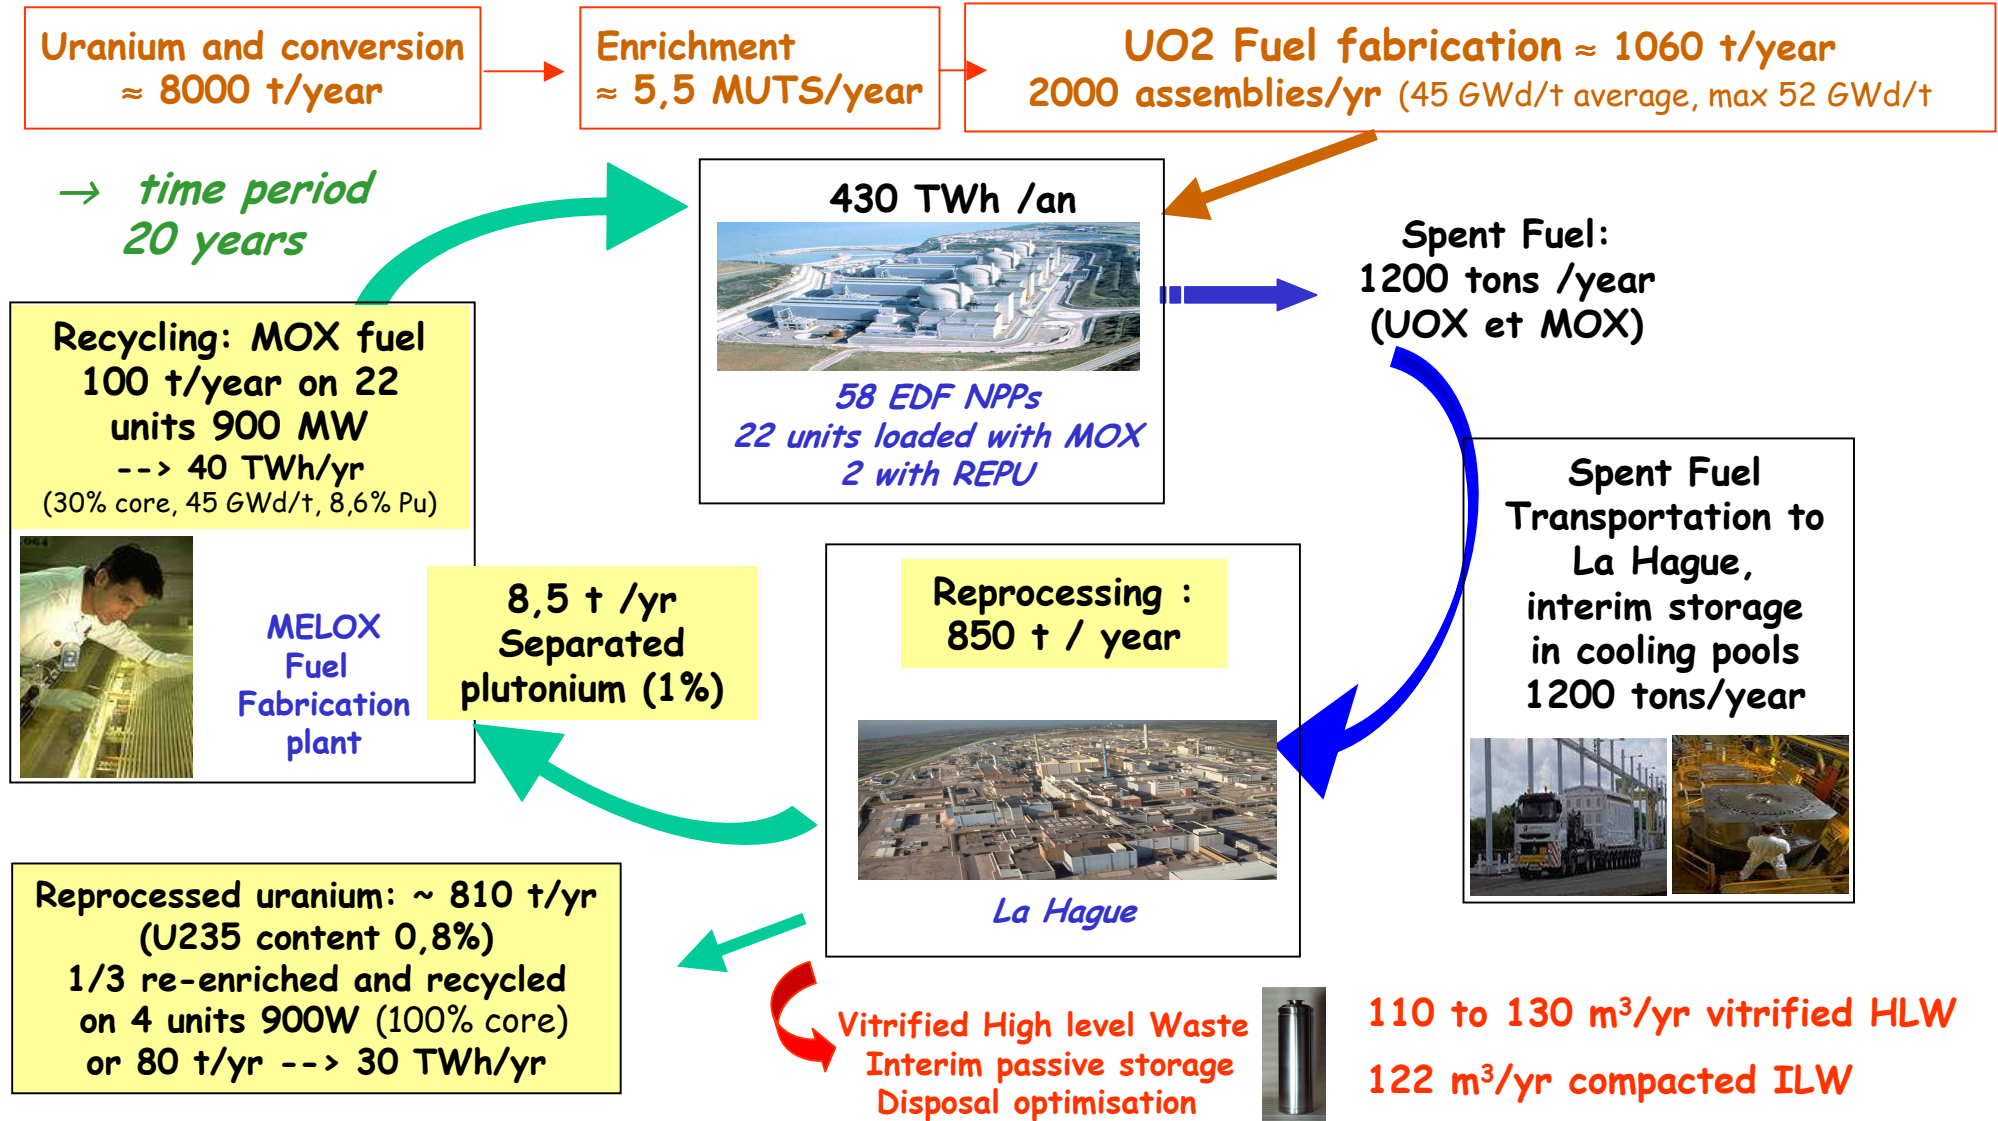 Uranium and conversion
≈ 8000 t/year
Enrichment
≈ 5,5 MUTS/year
UO2 Fuel fabrication ≈ 1060 t/year
2000 assemblies/yr (45 GWd/t average, max 52 GWd/t
→ time period
20 years
430 TWh /an
58 EDF NPPs
22 units loaded with MOX
2 with REPU
Spent Fuel:
1200 tons /year
(UOX et MOX)
Recycling: MOX fuel
100 t/year on 22
units 900 MW
--> 40 TWh/yr
(30% core, 45 GWd/t, 8,6% Pu)
MELOX
Fuel
Fabrication
plant
8,5 t /yr
Separated
plutonium (1%)
Reprocessing :
850 t / year
La Hague
Spent Fuel
Transportation to
La Hague,
interim storage
in cooling pools
1200 tons/year
Reprocessed uranium: ~ 810 t/yr
(U235 content 0,8%)
1/3 re-enriched and recycled
on 4 units 900W (100% core)
or 80 t/yr --> 30 TWh/yr
Vitrified High level Waste
Interim passive storage
Disposal optimisation
110 to 130 m³/yr vitrified HLW
122 m³/yr compacted ILW